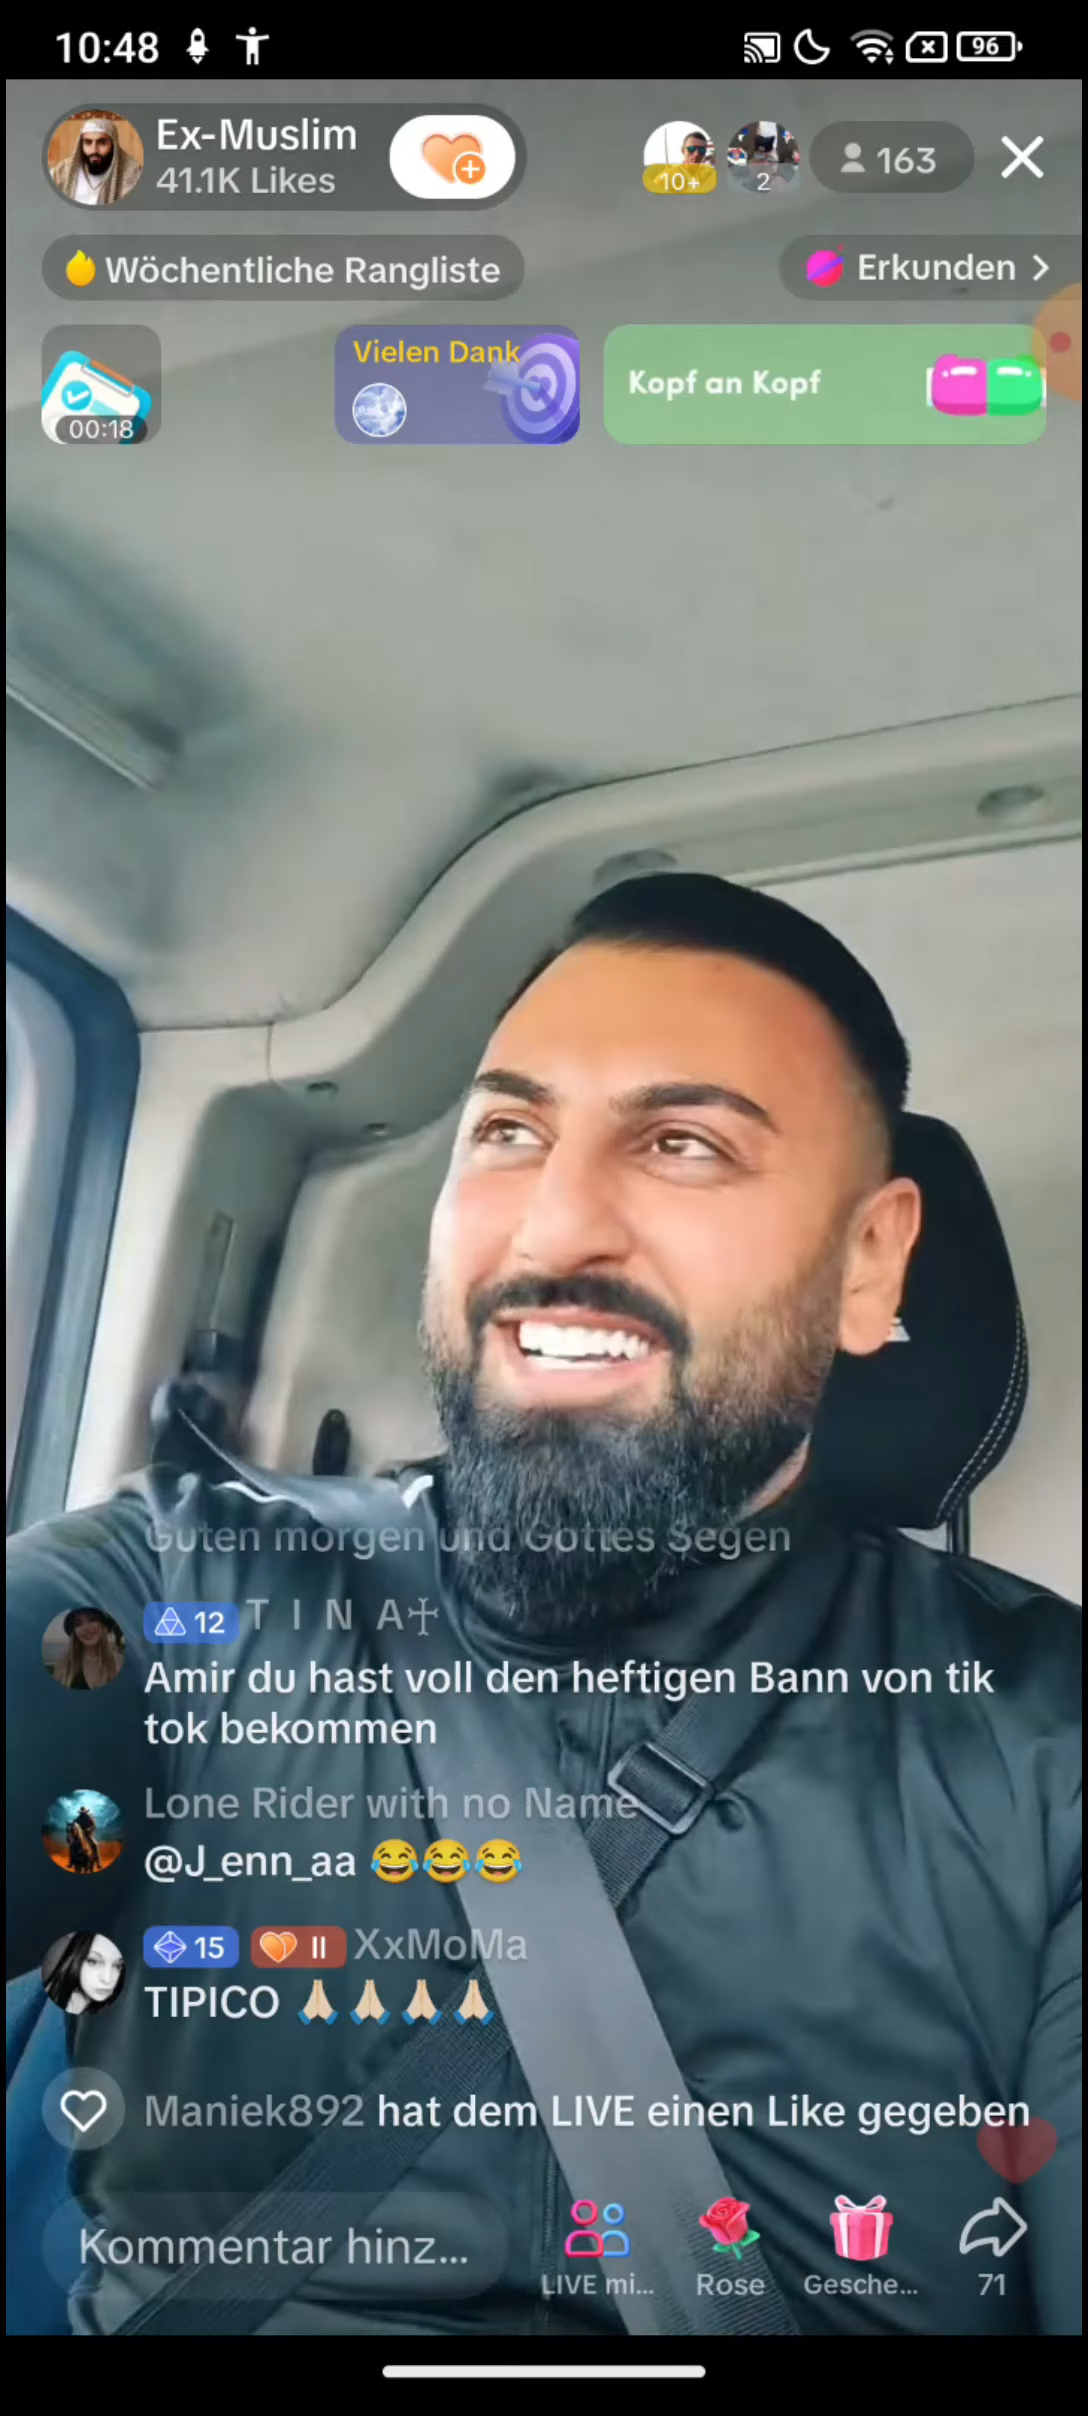 10:48
96
Ex-Muslim
41.1K Likes
10+
2
163
Wöchentliche Rangliste
Erkunden >
Vielen Dank
Kopf an Kopf
00:18
Guten morgen und Gottes Segen
12 T I N A☩
Amir du hast voll den heftigen Bann von tik
tok bekommen
Lone Rider with no Name
@J_enn_aa 😂😂😂
15 II XxMoMa
TIPICO 🙏🏼🙏🏼🙏🏼🙏🏼
Maniek892 hat dem LIVE einen Like gegeben
Kommentar hinz...
LIVE mi...
Rose
Gesche...
71